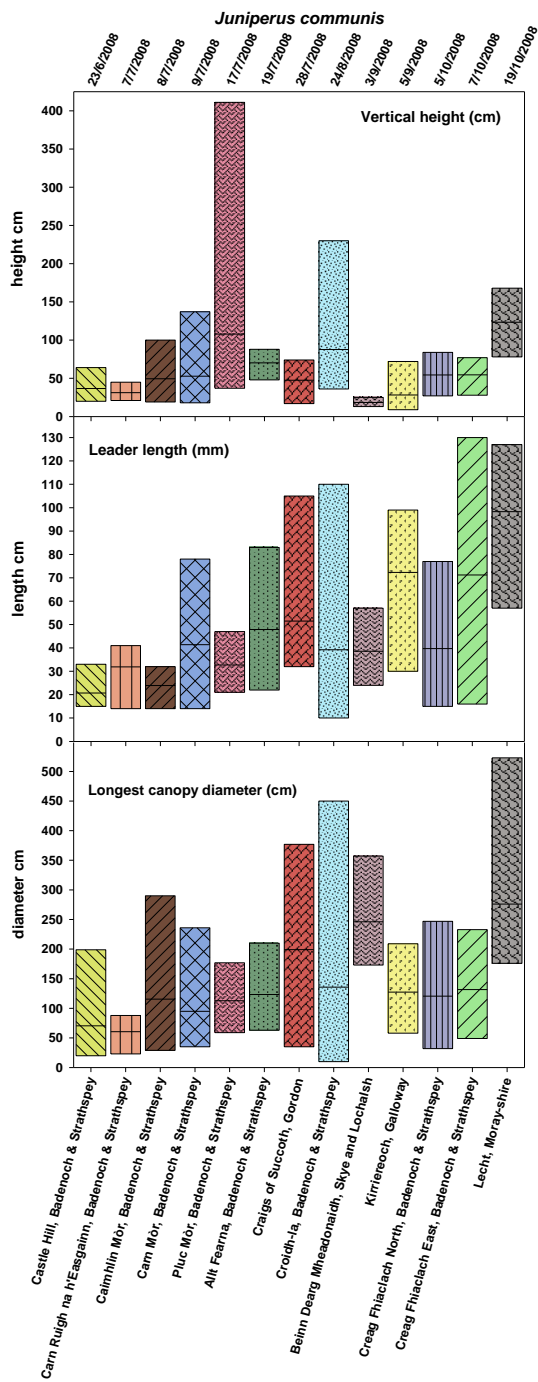 Juniperus communis
23/6/2008
7/7/2008
8/7/2008
9/7/2008
17/7/2008
19/7/2008
28/7/2008
24/8/2008
3/9/2008
5/9/2008
5/10/2008
7/10/2008
19/10/2008
Vertical height (cm)
height cm
400
350
300
250
200
150
100
50
0
Leader length (mm)
length cm
130
120
110
100
90
80
70
60
50
40
30
20
10
0
Longest canopy diameter (cm)
diameter cm
500
450
400
350
300
250
200
150
100
50
0
Castle Hill, Badenoch & Strathspey
Carn Ruigh na h'Easgainn, Badenoch & Strathspey
Caimhlin Mòr, Badenoch & Strathspey
Carn Mòr, Badenoch & Strathspey
Pluc Mòr, Badenoch & Strathspey
Allt Fearna, Badenoch & Strathspey
Craigs of Succoth, Gordon
Croidh-la, Badenoch & Strathspey
Beinn Dearg Mheadonaidh, Skye and Lochalsh
Kirriereoch, Galloway
Creag Fhiaclach North, Badenoch & Strathspey
Creag Fhiaclach East, Badenoch & Strathspey
Lecht, Moray-shire